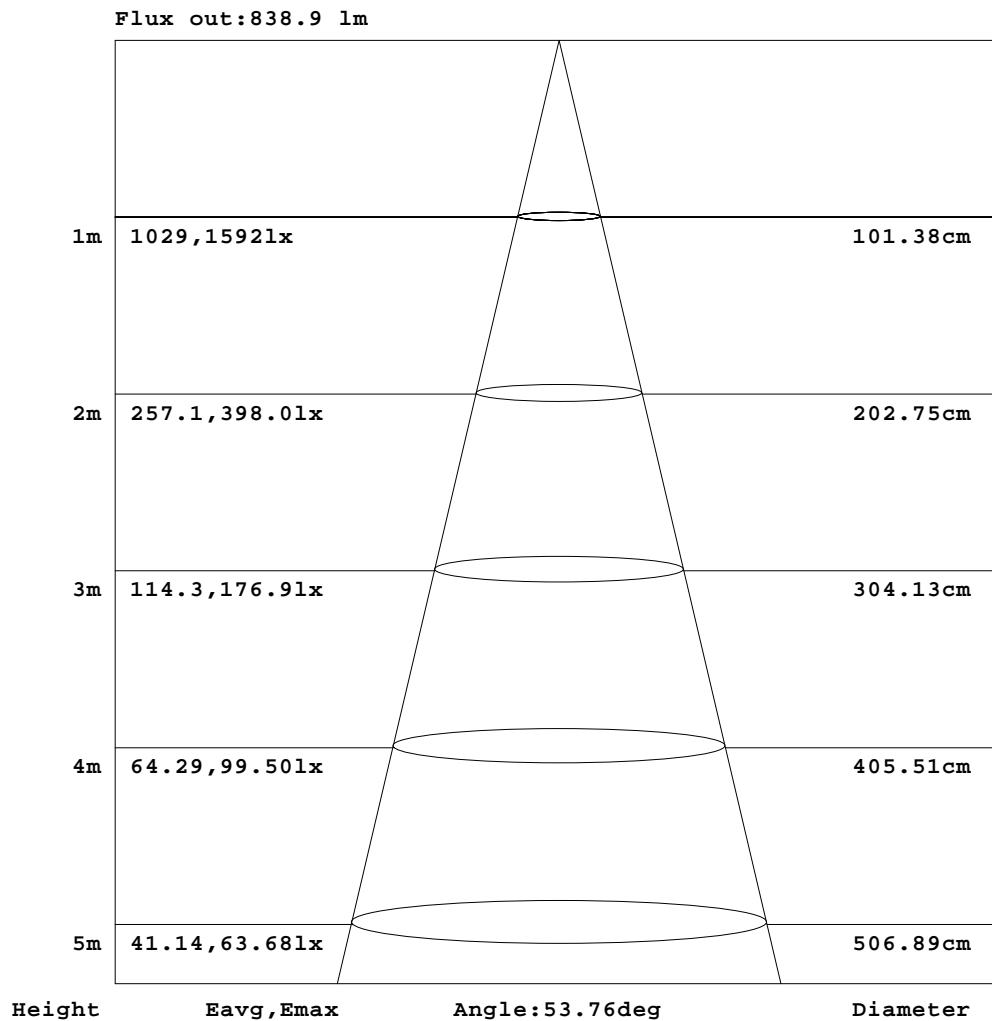 Flux out:838.9 lm
1m 1029,1592lx 101.38cm
2m 257.1,398.0lx 202.75cm
3m 114.3,176.9lx 304.13cm
4m 64.29,99.50lx 405.51cm
5m 41.14,63.68lx 506.89cm
Height Eavg,Emax Angle:53.76deg Diameter